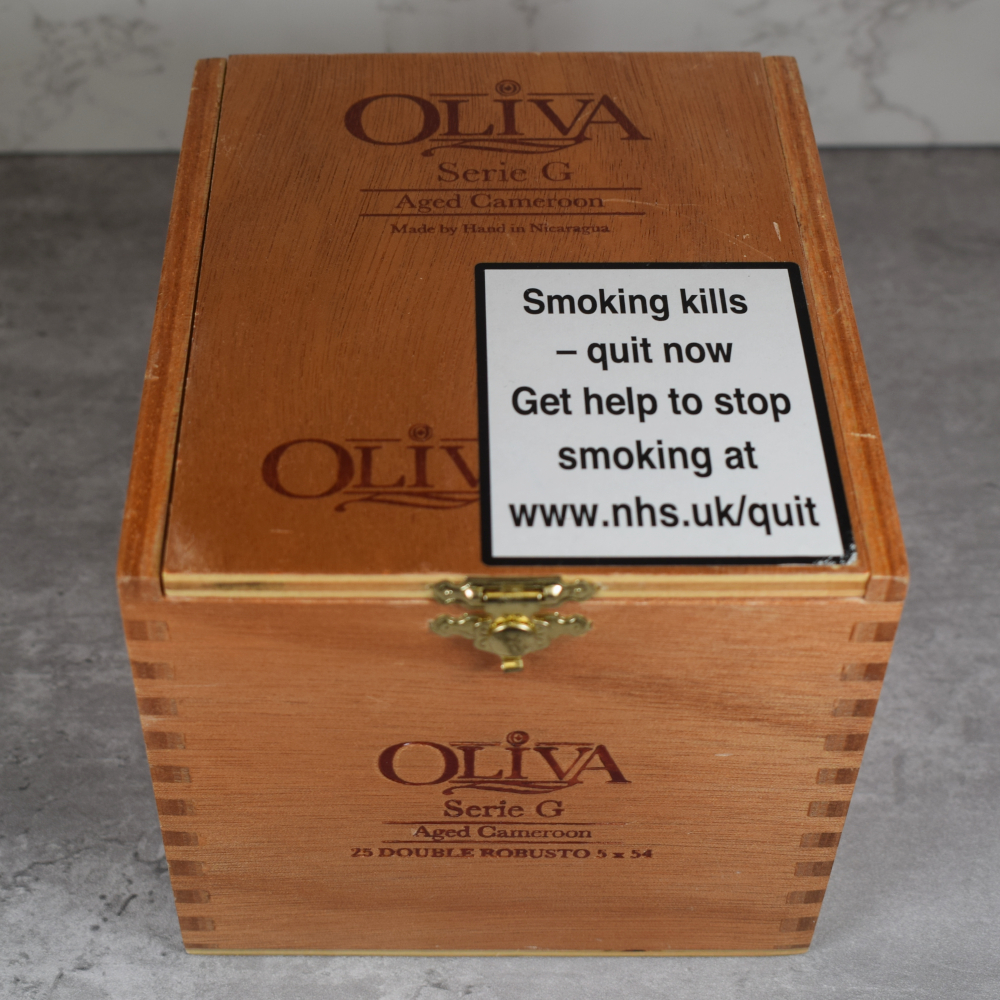 OLIVA
Serie G
Aged Cameroon
Made by Hand in Nicaragua
Smoking kills
– quit now
Get help to stop
smoking at
www.nhs.uk/quit
OLIV
OLIVA
Serie G
Aged Cameroon
25 DOUBLE ROBUSTO 5 x 54